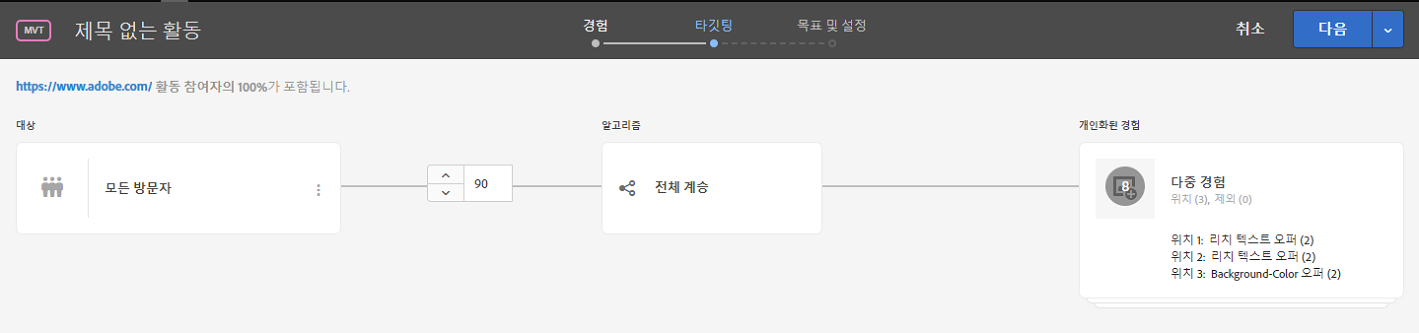 MVT 제목 없는 활동 경험 타깃팅 목표 및 설정 취소 다음
https://www.adobe.com/ 활동 참여자의 100%가 포함됩니다.
대상 알고리즘 개인화된 경험
모든 방문자
90
전체 계승
8
다중 경험
위치 (3), 제외 (0)
위치 1: 리치 텍스트 오퍼 (2)
위치 2: 리치 텍스트 오퍼 (2)
위치 3: Background-Color 오퍼 (2)